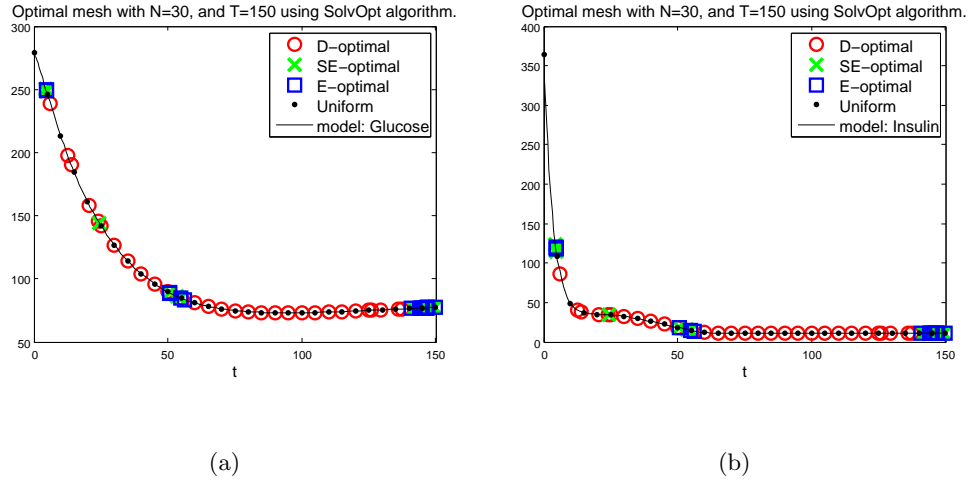 Optimal mesh with N=30, and T=150 using SolvOpt algorithm.
300
250
200
150
100
50
0
50
100
150
t
D−optimal
SE−optimal
E−optimal
Uniform
model: Glucose
(a)
Optimal mesh with N=30, and T=150 using SolvOpt algorithm.
400
350
300
250
200
150
100
50
0
0
50
100
150
t
D−optimal
SE−optimal
E−optimal
Uniform
model: Insulin
(b)